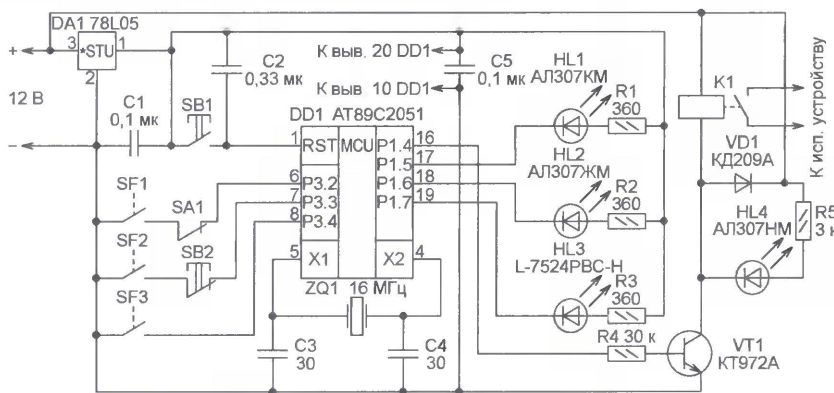 DA1 78L05
+
3 *STU 1
2
12 В
−
C1
0,1 мк
SB1
C2
0,33 мк
К выв. 20 DD1
К выв 10 DD1
C5
0,1 мк
DD1 AT89C2051
1 RST MCU P1.4 16
P1.5 17
6 P3.2 P1.6 18
7 P3.3 P1.7 19
8 P3.4
5 X1 X2 4
ZQ1 16 МГц
SF1
SA1
SF2
SB2
SF3
C3
30
C4
30
HL1
АЛ307КМ
R1
360
HL2
АЛ307ЖМ
R2
360
HL3
L-7524PBC-H
R3
360
R4 30 к
K1
VD1
КД209А
HL4
АЛ307НМ
R5
3 к
VT1
КТ972А
К исп. устройству